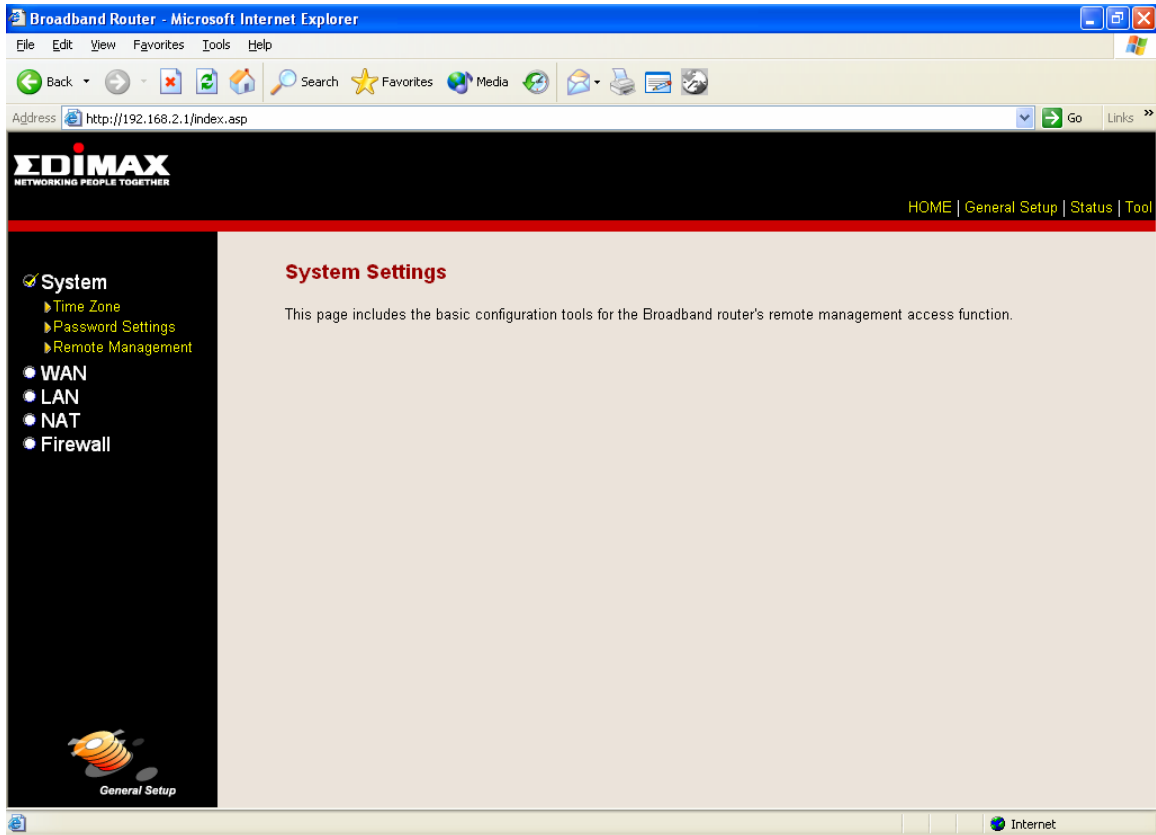 Broadband Router - Microsoft Internet Explorer
File Edit View Favorites Tools Help
Back Search Favorites Media
Address http://192.168.2.1/index.asp Go Links »
EDIMAX
NETWORKING PEOPLE TOGETHER
HOME | General Setup | Status | Tool
System
Time Zone
Password Settings
Remote Management
WAN
LAN
NAT
Firewall
System Settings
This page includes the basic configuration tools for the Broadband router's remote management access function.
General Setup
Internet